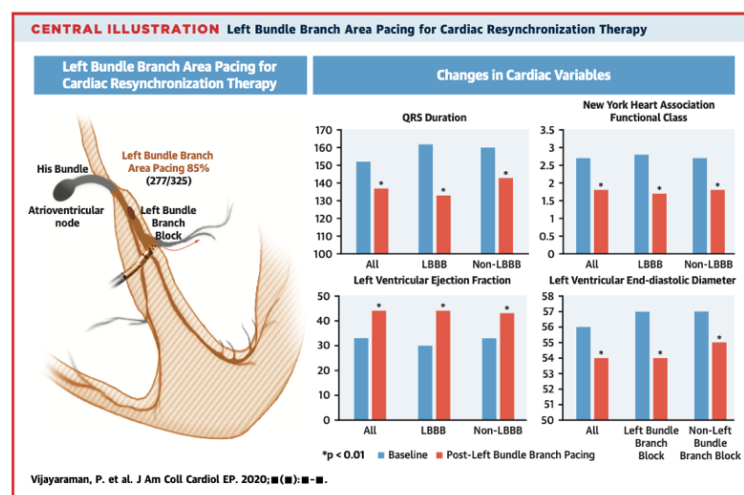 CENTRAL ILLUSTRATION Left Bundle Branch Area Pacing for Cardiac Resynchronization Therapy
Left Bundle Branch Area Pacing for
Cardiac Resynchronization Therapy
His Bundle
Atrioventricular
node
Left Bundle Branch
Area Pacing 85%
(277/325)
Left Bundle
Branch
Block
Changes in Cardiac Variables
QRS Duration
170
160
150
140
130
120
110
100
* * *
All LBBB Non-LBBB
New York Heart Association
Functional Class
3.5
3
2.5
2
1.5
1
0.5
0
* * *
All LBBB Non-LBBB
Left Ventricular Ejection Fraction
50
40
30
20
10
0
* * *
All LBBB Non-LBBB
Left Ventricular End-diastolic Diameter
58
57
56
55
54
53
52
51
50
* * *
All Left Bundle Branch Block Non-Left Bundle Branch Block
*p < 0.01 Baseline Post-Left Bundle Branch Pacing
Vijayaraman, P. et al. J Am Coll Cardiol EP. 2020;■(■):■-■.